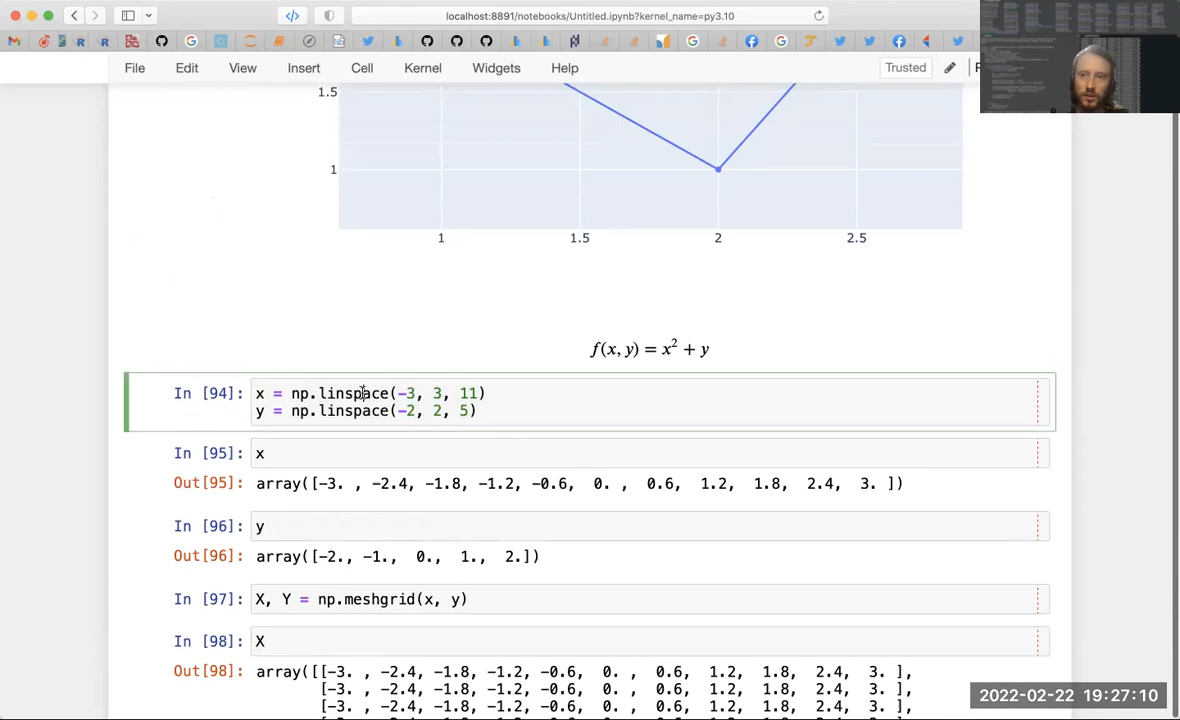 localhost:8891/notebooks/Untitled.ipynb?kernel_name=py3.10
File Edit View Insert Cell Kernel Widgets Help Trusted
1.5
1
1 1.5 2 2.5
f(x, y) = x² + y
In [94]: x = np.linspace(-3, 3, 11)
y = np.linspace(-2, 2, 5)
In [95]: x
Out[95]: array([-3. , -2.4, -1.8, -1.2, -0.6, 0. , 0.6, 1.2, 1.8, 2.4, 3. ])
In [96]: y
Out[96]: array([-2., -1., 0., 1., 2.])
In [97]: X, Y = np.meshgrid(x, y)
In [98]: X
Out[98]: array([[-3. , -2.4, -1.8, -1.2, -0.6, 0. , 0.6, 1.2, 1.8, 2.4, 3. ],
[-3. , -2.4, -1.8, -1.2, -0.6, 0. , 0.6, 1.2, 1.8, 2.4, 3. ],
[-3. , -2.4, -1.8, -1.2, -0.6, 0. , 0.6, 1.2, 1.8, 2.4, 3. ],
2022-02-22 19:27:10